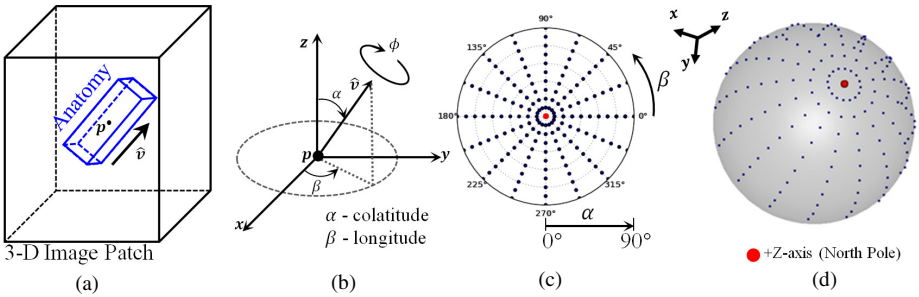 Anatomy
p
v̂
3-D Image Patch
(a)
z
ϕ
v̂
α
p
y
β
x
α - colatitude
β - longitude
(b)
90°
135°
45°
180°
0°
225°
315°
270°
β
α
0°
90°
(c)
x
z
y
+Z-axis (North Pole)
(d)